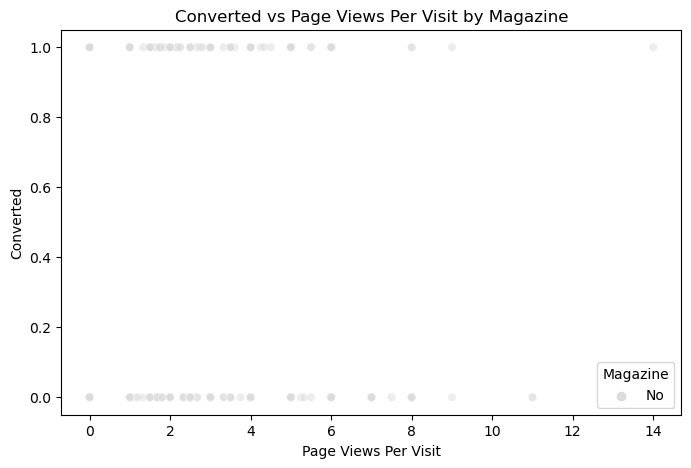 Converted vs Page Views Per Visit by Magazine
1.0
0.8
0.6
0.4
0.2
0.0
Converted
Magazine
No
0 2 4 6 8 10 12 14
Page Views Per Visit